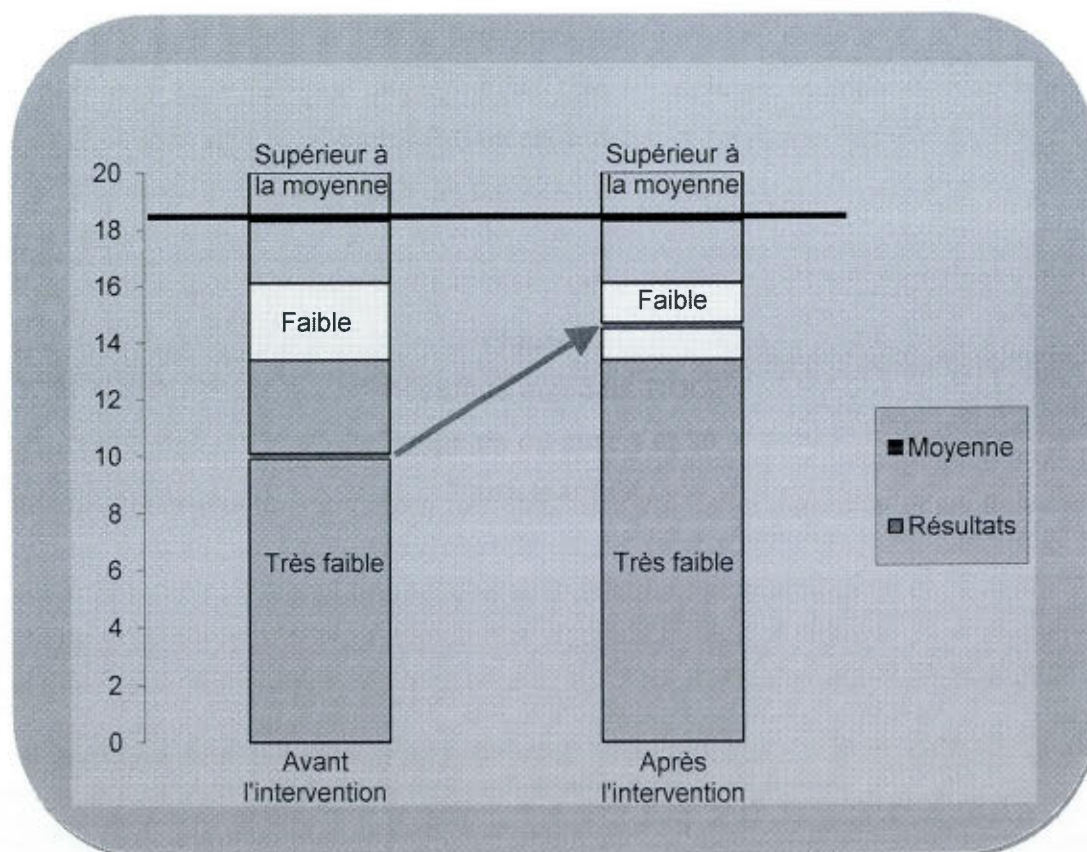 Supérieur à
la moyenne
Supérieur à
la moyenne
20
18
16
14
12
10
8
6
4
2
0
Faible
Faible
Très faible
Très faible
Moyenne
Résultats
Avant
l'intervention
Après
l'intervention